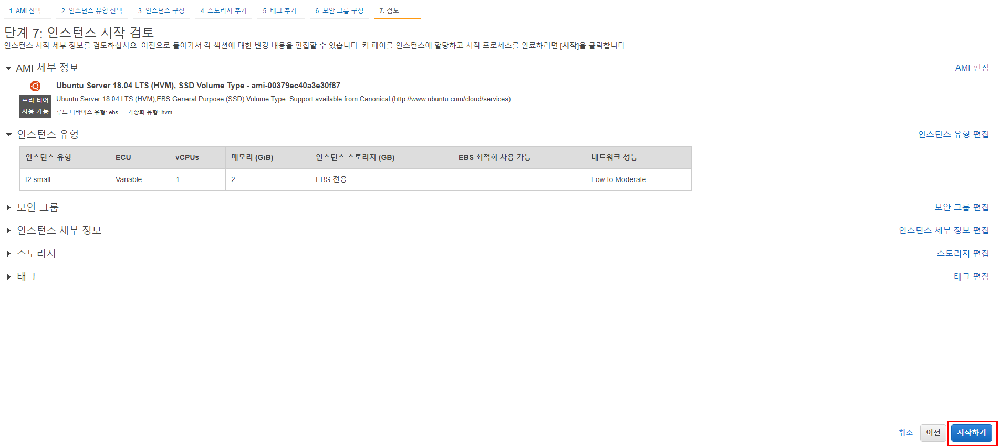 1. AMI 선택 2. 인스턴스 유형 선택 3. 인스턴스 구성 4. 스토리지 추가 5. 태그 추가 6. 보안 그룹 구성 7. 검토
단계 7: 인스턴스 시작 검토
인스턴스 시작 세부 정보를 검토하십시오. 이전으로 돌아가서 각 섹션에 대한 변경 내용을 편집할 수 있습니다. 키 페어를 인스턴스에 할당하고 시작 프로세스를 완료하려면 [시작]을 클릭합니다.
AMI 세부 정보 AMI 편집
Ubuntu Server 18.04 LTS (HVM), SSD Volume Type - ami-00379ec40a3e30f87
프리 티어 Ubuntu Server 18.04 LTS (HVM),EBS General Purpose (SSD) Volume Type. Support available from Canonical (http://www.ubuntu.com/cloud/services).
사용 가능 루트 디바이스 유형: ebs 가상화 유형: hvm
인스턴스 유형 인스턴스 유형 편집
인스턴스 유형 ECU vCPUs 메모리 (GiB) 인스턴스 스토리지 (GB) EBS 최적화 사용 가능 네트워크 성능
t2.small Variable 1 2 EBS 전용 - Low to Moderate
보안 그룹 보안 그룹 편집
인스턴스 세부 정보 인스턴스 세부 정보 편집
스토리지 스토리지 편집
태그 태그 편집
취소 이전 시작하기